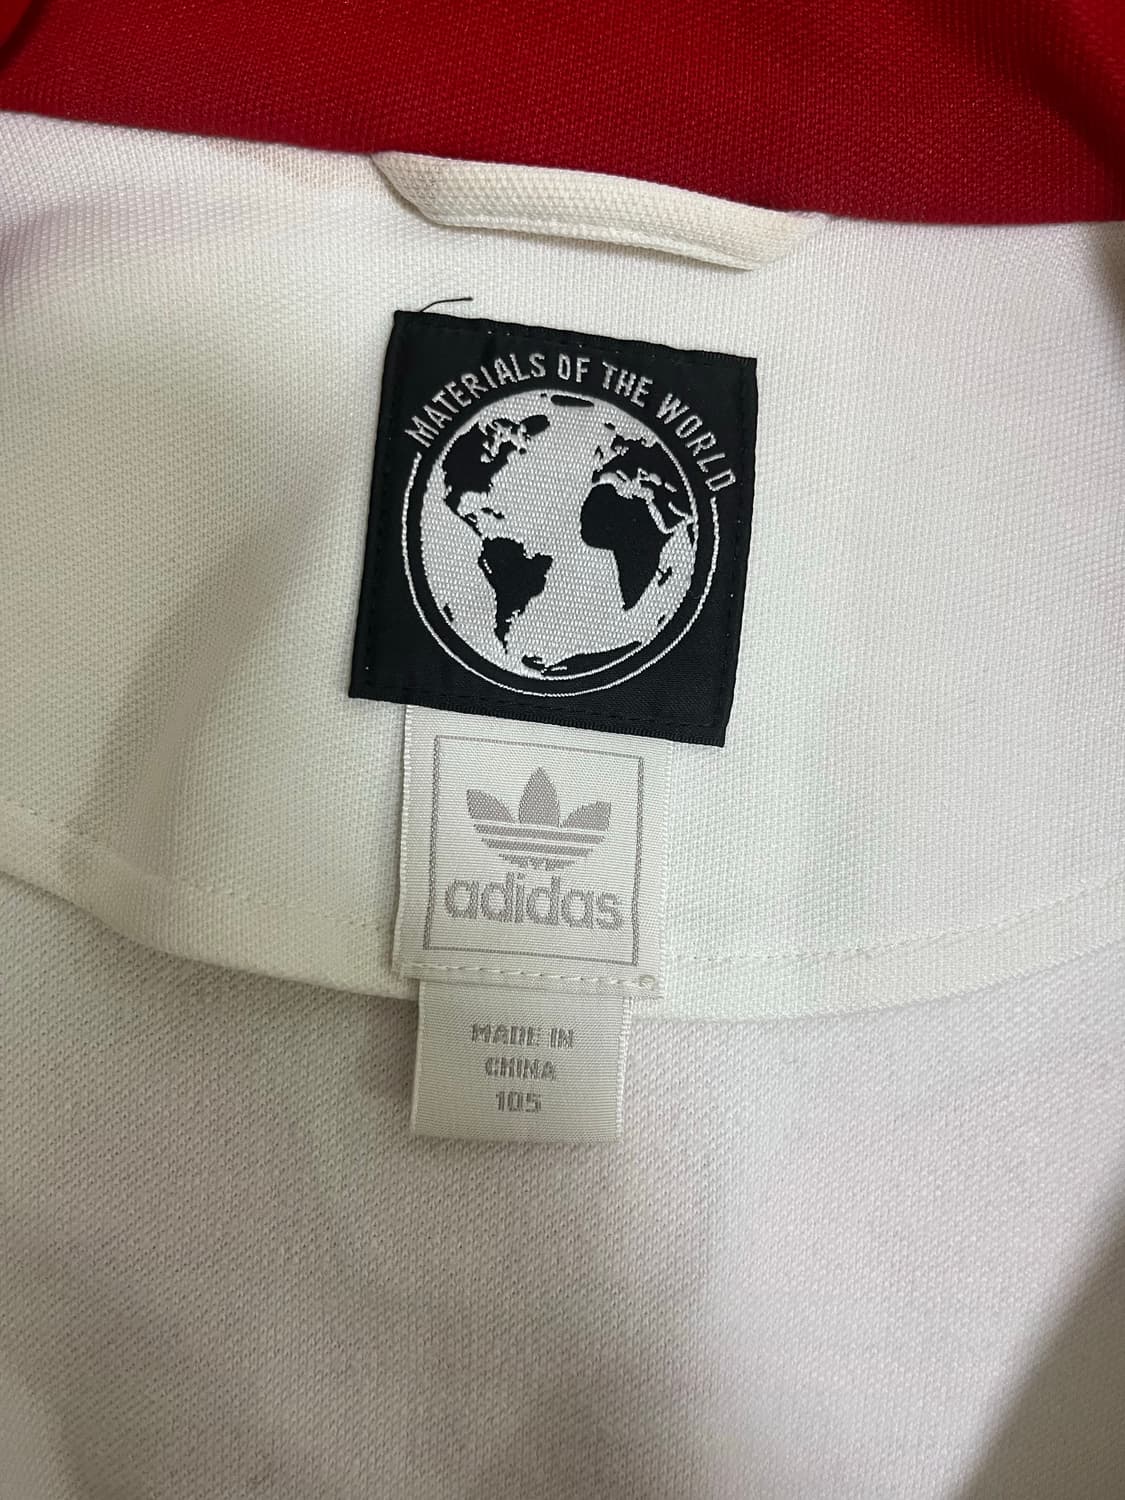 MATERIALS OF THE WORLD
adidas
MADE IN
CHINA
105